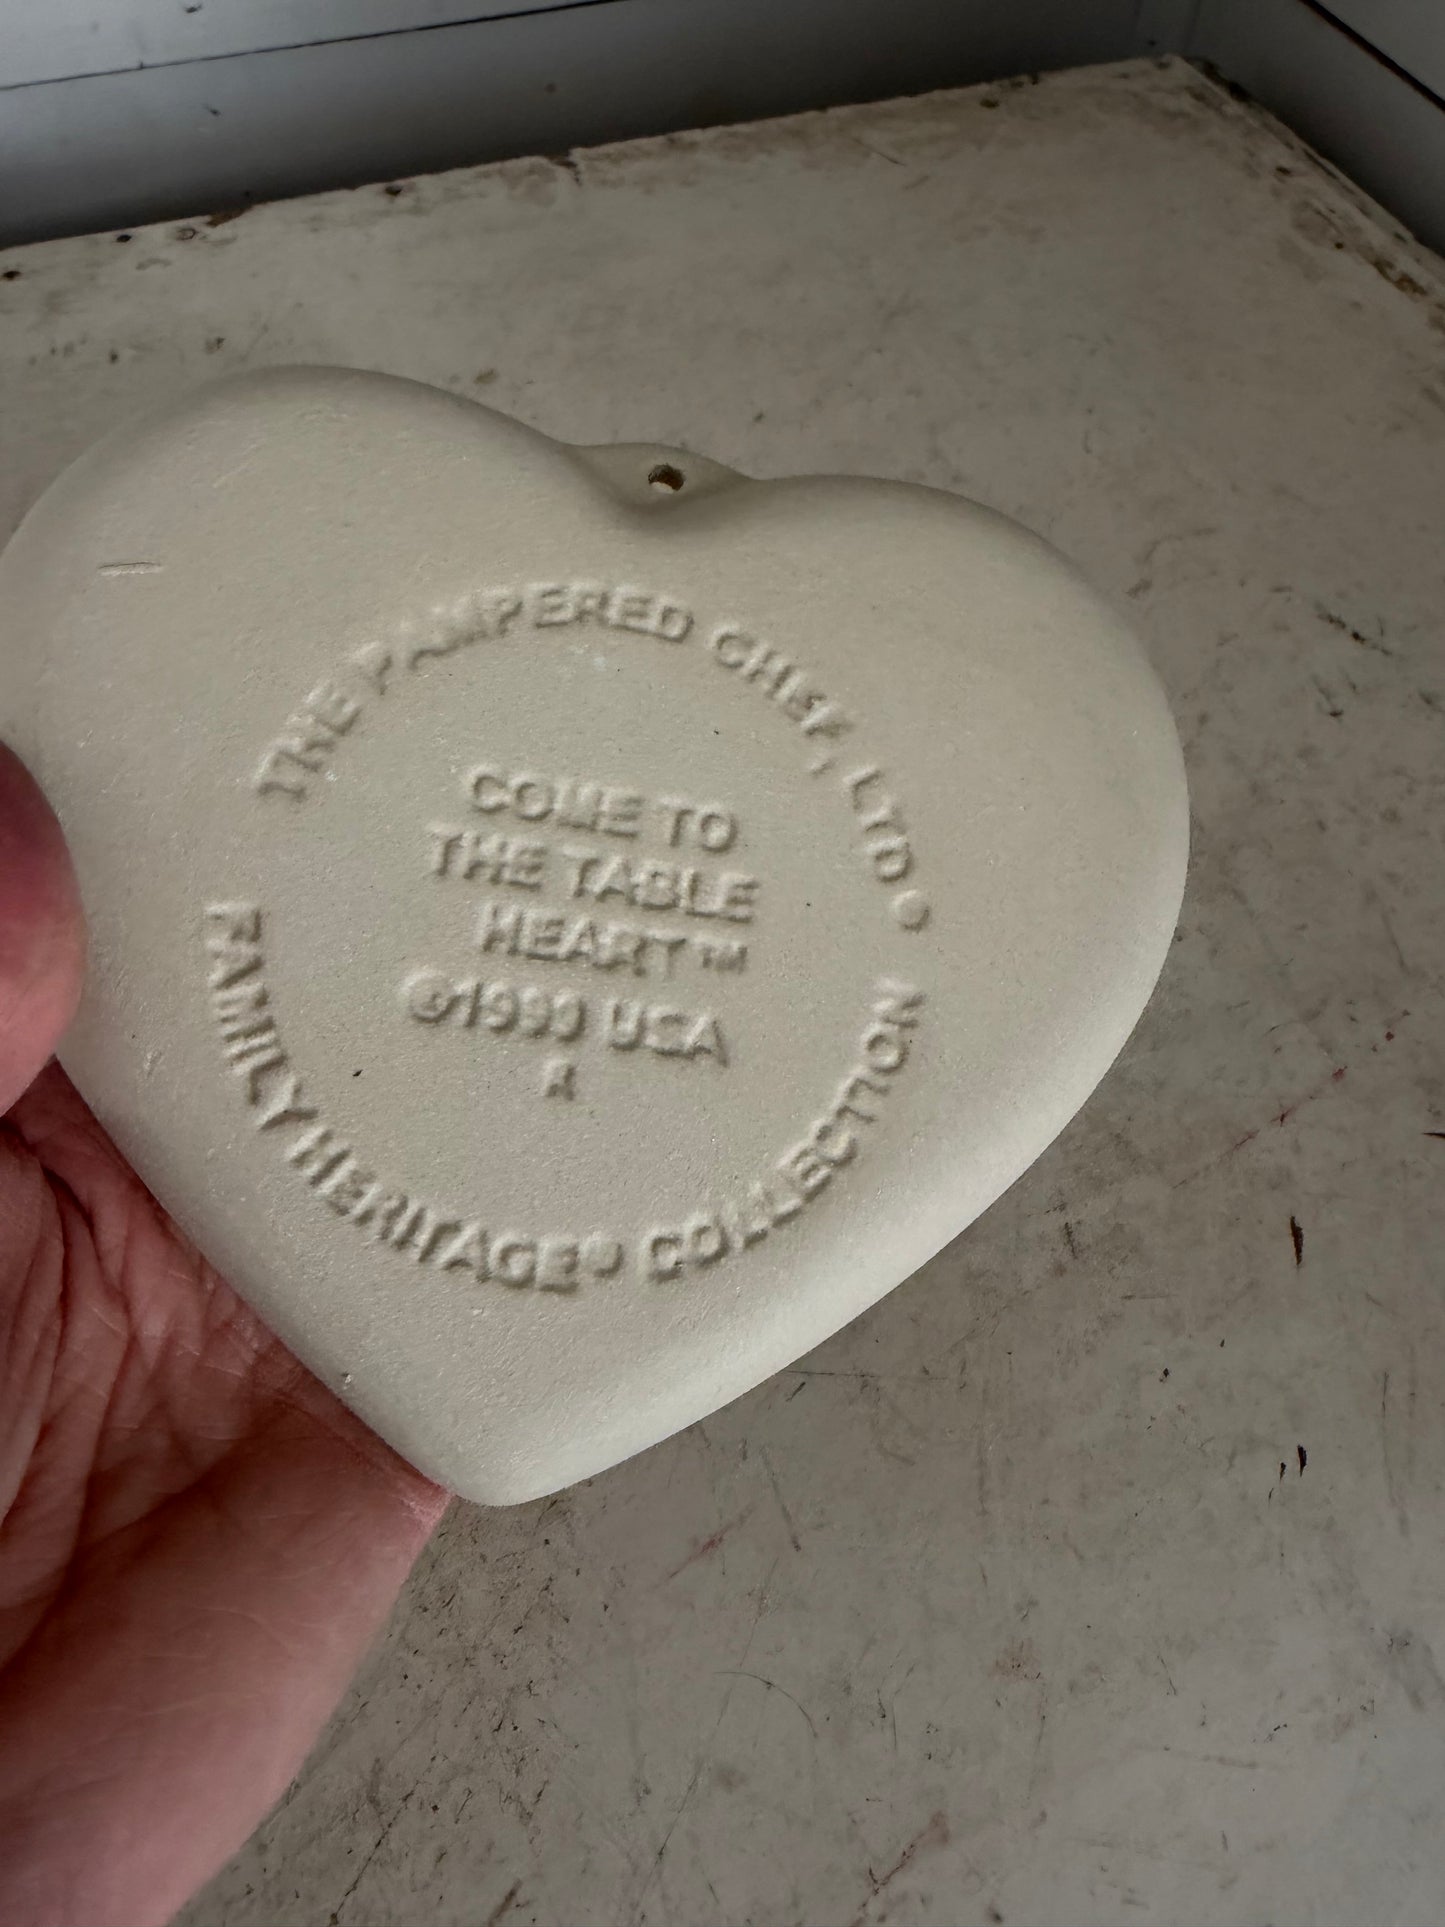 THE PAMPERED CHEF, LTD®
COME TO
THE TABLE
HEART™
©1999 USA
A
FAMILY HERITAGE® COLLECTION